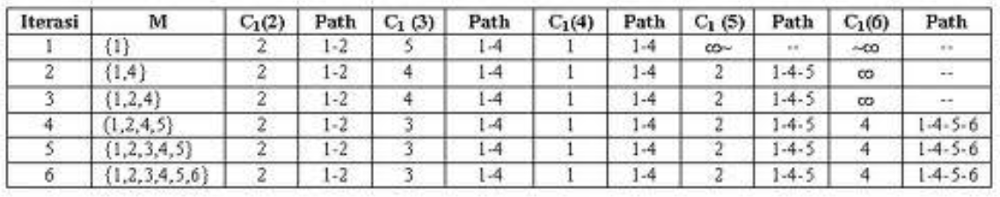 Iterasi M C1(2) Path C1 (3) Path C1(4) Path C1 (5) Path C1(6) Path
1 {1} 2 1-2 5 1-4 1 1-4 ∞~ -- ~∞ --
2 {1,4} 2 1-2 4 1-4 1 1-4 2 1-4-5 ∞ --
3 {1,2,4} 2 1-2 4 1-4 1 1-4 2 1-4-5 ∞ --
4 {1,2,4,5} 2 1-2 3 1-4 1 1-4 2 1-4-5 4 1-4-5-6
5 {1,2,3,4,5} 2 1-2 3 1-4 1 1-4 2 1-4-5 4 1-4-5-6
6 {1,2,3,4,5,6} 2 1-2 3 1-4 1 1-4 2 1-4-5 4 1-4-5-6